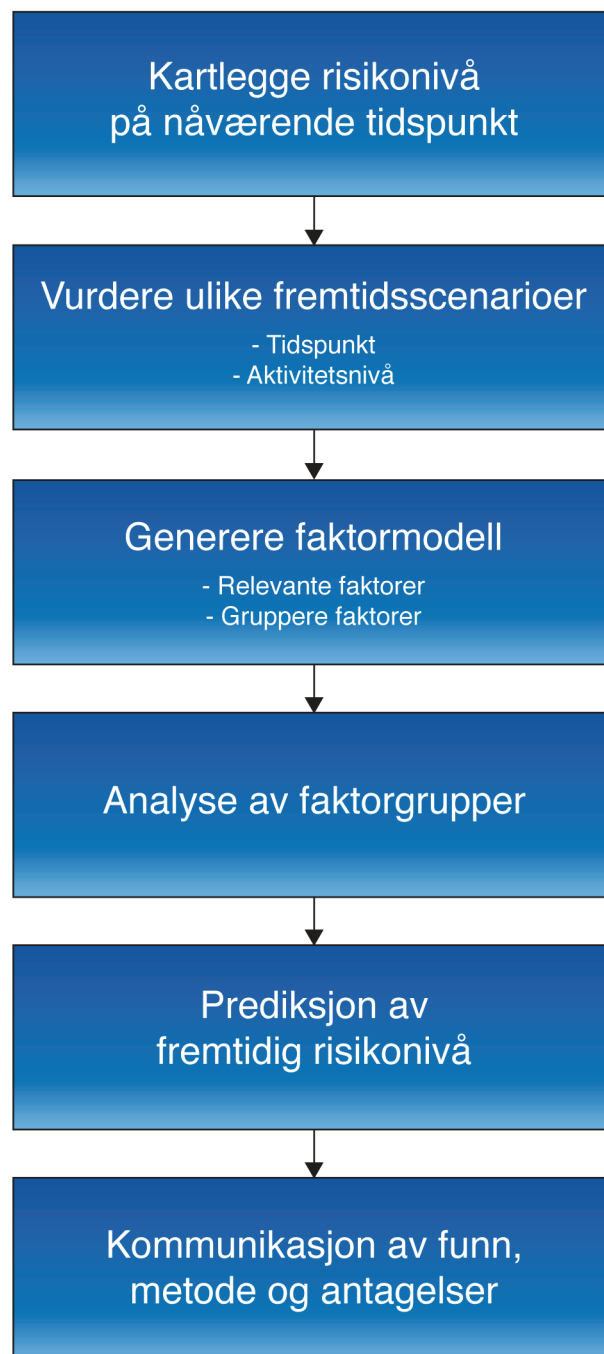 Kartlegge risikonivå
på nåværende tidspunkt
Vurdere ulike fremtidsscenarioer
- Tidspunkt
- Aktivitetsnivå
Generere faktormodell
- Relevante faktorer
- Gruppere faktorer
Analyse av faktorgrupper
Prediksjon av
fremtidig risikonivå
Kommunikasjon av funn,
metode og antagelser